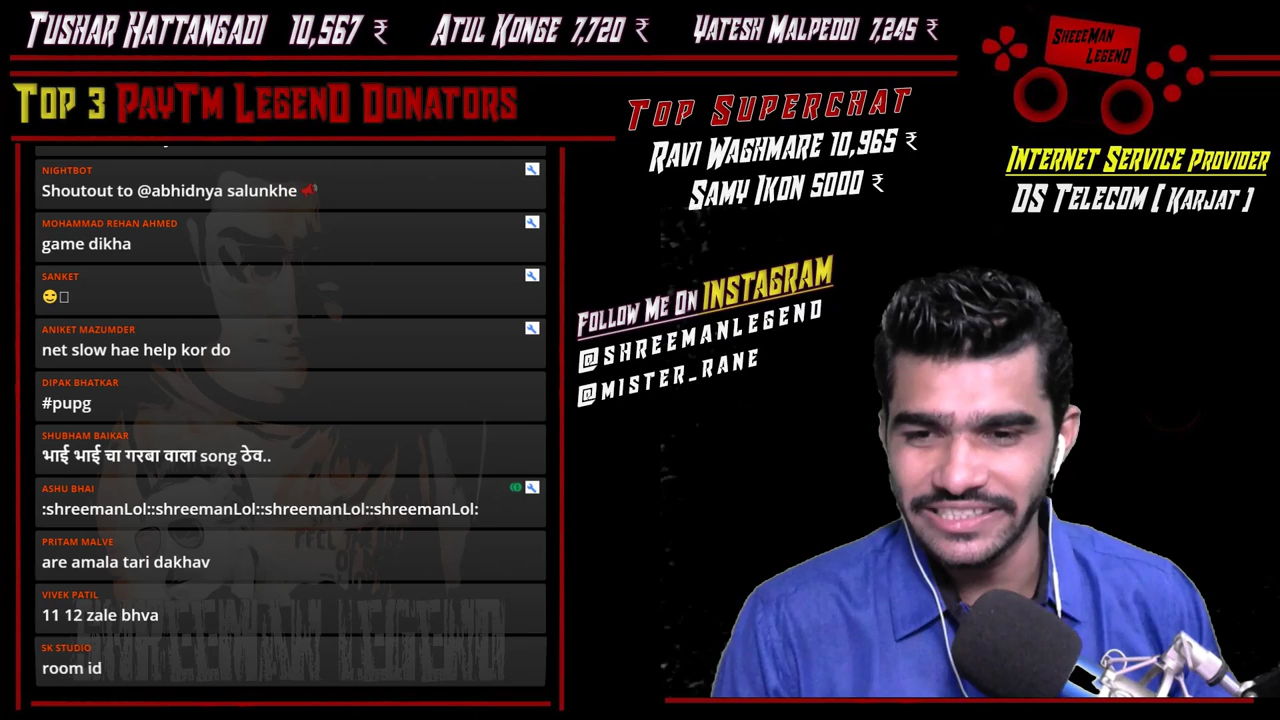 Tushar Hattangadi 10,567 ₹ Atul Konge 7,720 ₹ Yatesh Malpeddi 7,245 ₹
SheeeMan
Legend
Top 3 PayTm Legend Donators
Top Superchat
Ravi Waghmare 10,965 ₹
Samy Ikon 5000 ₹
Internet Service Provider
DS Telecom [ Karjat ]
Follow Me On Instagram
@shreemanlegend
@mister_rane
NIGHTBOT
Shoutout to @abhidnya salunkhe
MOHAMMAD REHAN AHMED
game dikha
SANKET
😊
ANIKET MAZUMDER
net slow hae help kor do
DIPAK BHATKAR
#pupg
SHUBHAM BAIKAR
भाई भाई चा गरबा वाला song ठेव..
ASHU BHAI
:shreemanLol::shreemanLol::shreemanLol::shreemanLol:
PRITAM MALVE
are amala tari dakhav
VIVEK PATIL
11 12 zale bhva
SK STUDIO
room id
SHREEMAN LEGEND